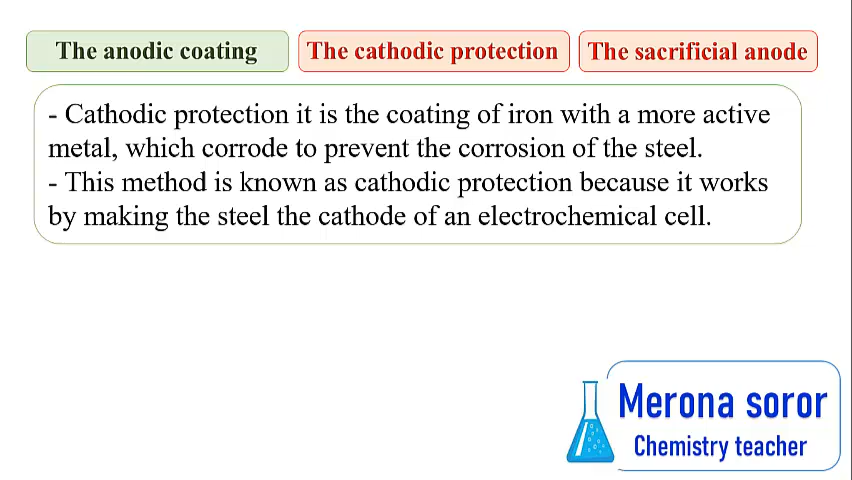 The anodic coating
The cathodic protection
The sacrificial anode
- Cathodic protection it is the coating of iron with a more active
metal, which corrode to prevent the corrosion of the steel.
- This method is known as cathodic protection because it works
by making the steel the cathode of an electrochemical cell.
Merona soror
Chemistry teacher